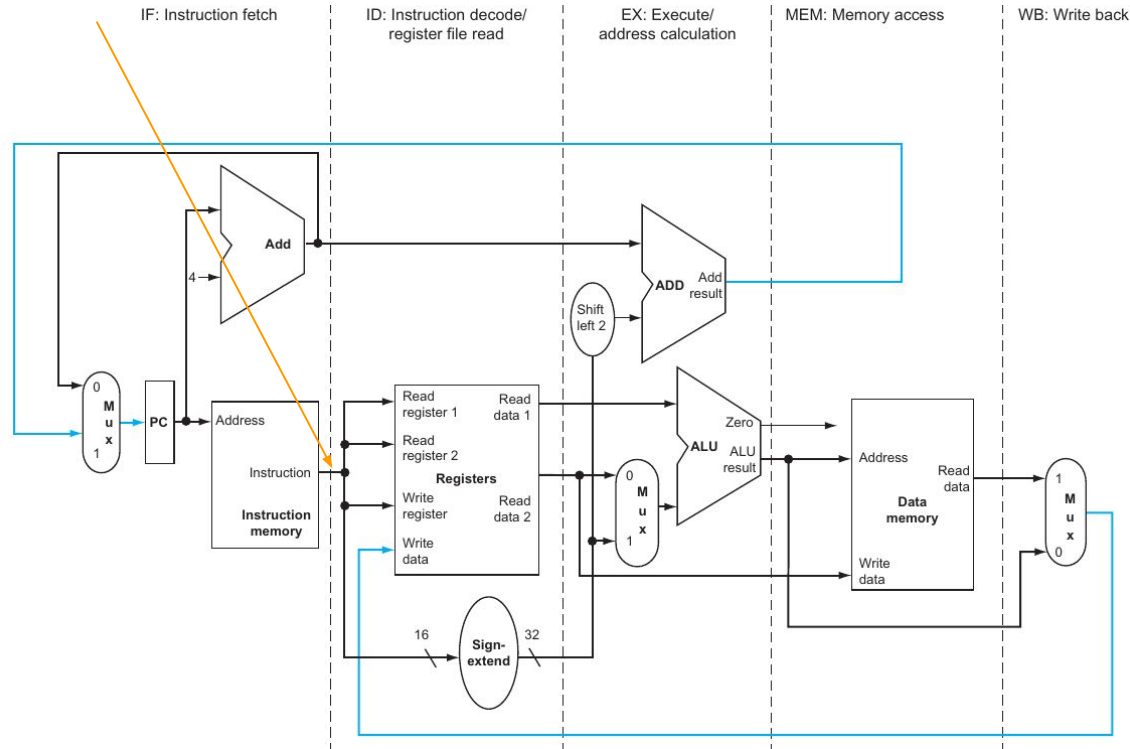 IF: Instruction fetch
ID: Instruction decode/
register file read
EX: Execute/
address calculation
MEM: Memory access
WB: Write back
Add
4
ADD
Add
result
Shift
left 2
0
M
u
x
1
PC
Address
Instruction
Instruction
memory
Read
register 1
Read
register 2
Write
register
Write
data
Registers
Read
data 1
Read
data 2
16
Sign-
extend
32
0
M
u
x
1
Zero
ALU
ALU
result
Address
Write
data
Data
memory
Read
data
1
M
u
x
0